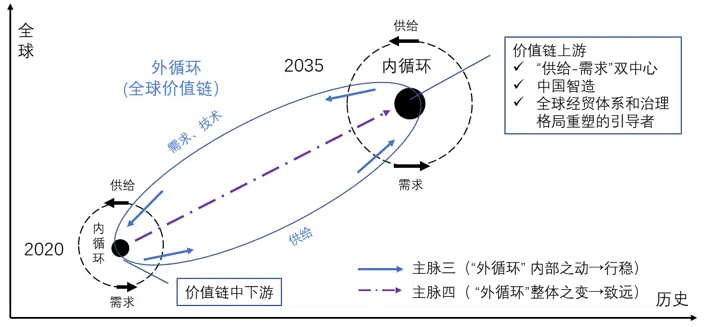 全
球
外循环
(全球价值链)
2035
供给
内循环
需求
价值链上游
✓ “供给-需求”双中心
✓ 中国智造
✓ 全球经贸体系和治理
格局重塑的引导者
需求、技术
供给
2020
供给
内
循
环
需求
价值链中下游
主脉三（“外循环” 内部之动→行稳）
主脉四（ “外循环”整体之变→致远）
历史